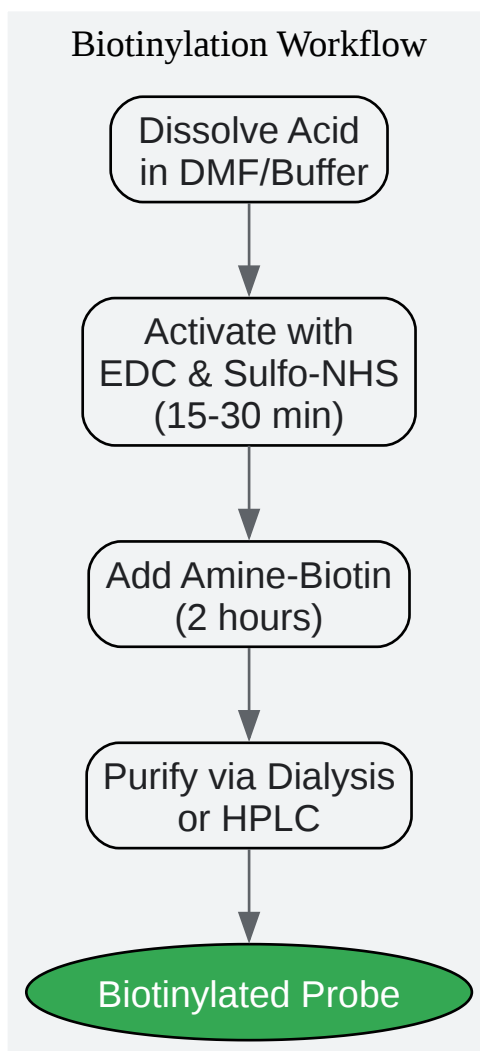 Biotinylation Workflow
Dissolve Acid
in DMF/Buffer
Activate with
EDC & Sulfo-NHS
(15-30 min)
Add Amine-Biotin
(2 hours)
Purify via Dialysis
or HPLC
Biotinylated Probe